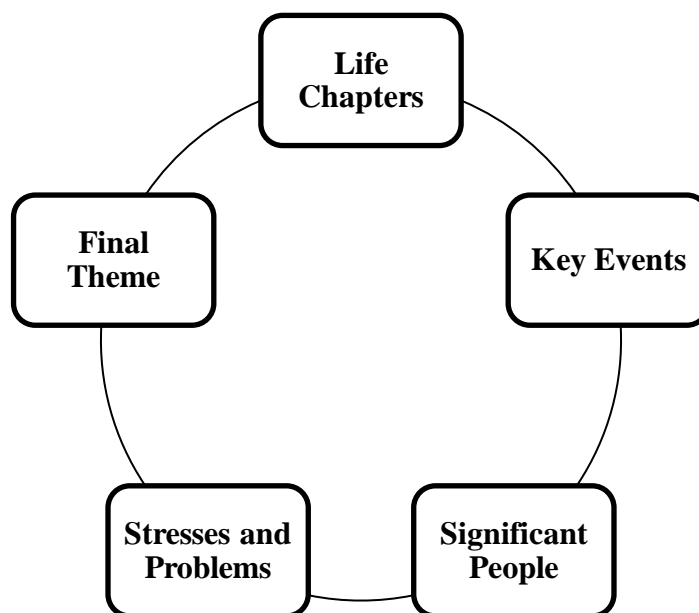 Life
Chapters
Key Events
Significant
People
Stresses and
Problems
Final
Theme